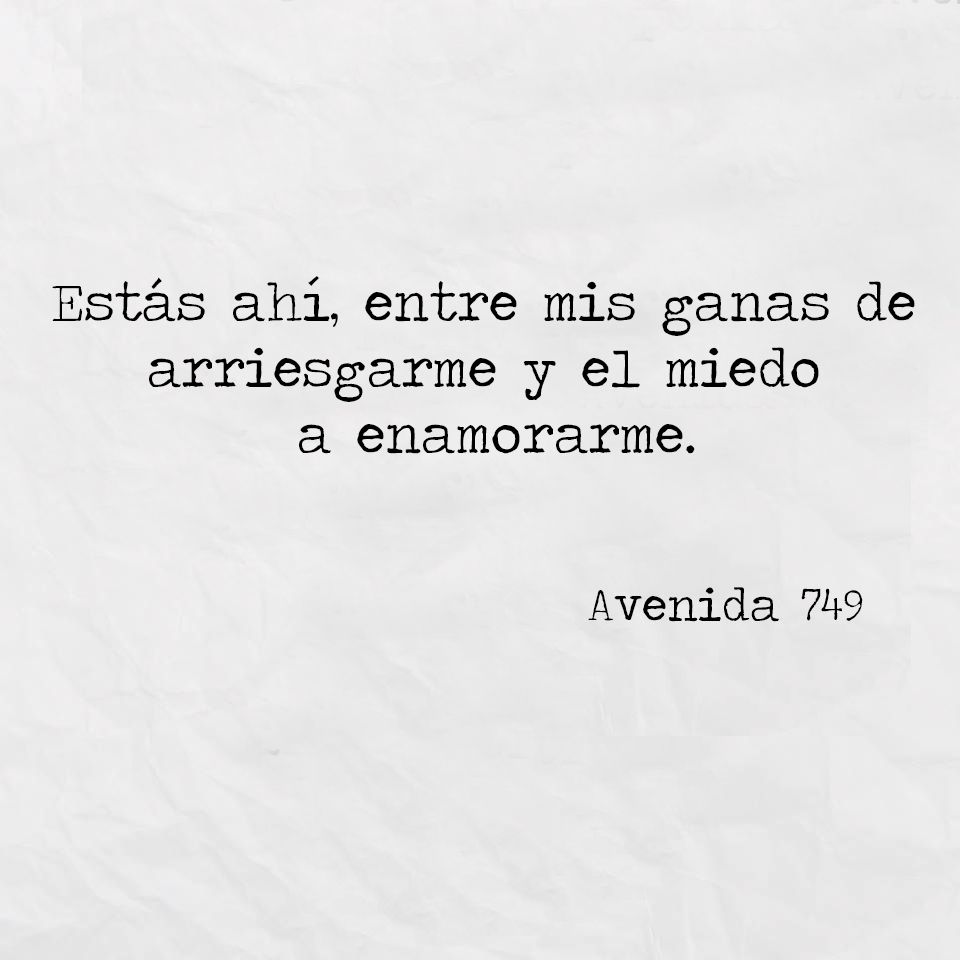 Estás ahí, entre mis ganas de
arriesgarme y el miedo
a enamorarme.
Avenida 749